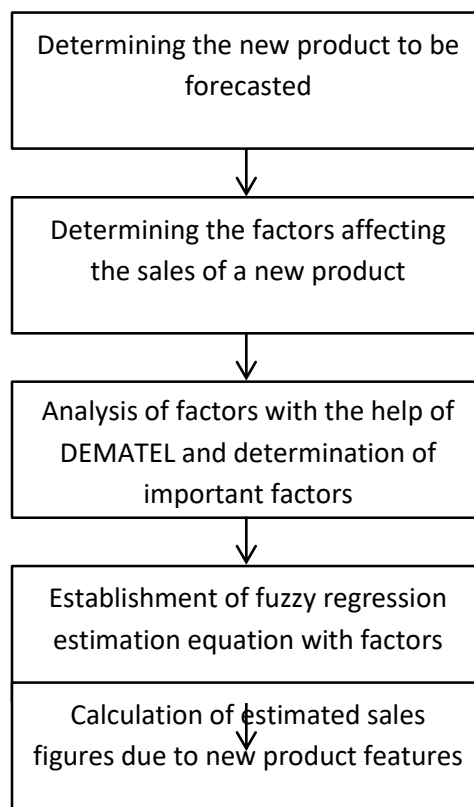 Determining the new product to be
forecasted
Determining the factors affecting
the sales of a new product
Analysis of factors with the help of
DEMATEL and determination of
important factors
Establishment of fuzzy regression
estimation equation with factors
Calculation of estimated sales
figures due to new product features